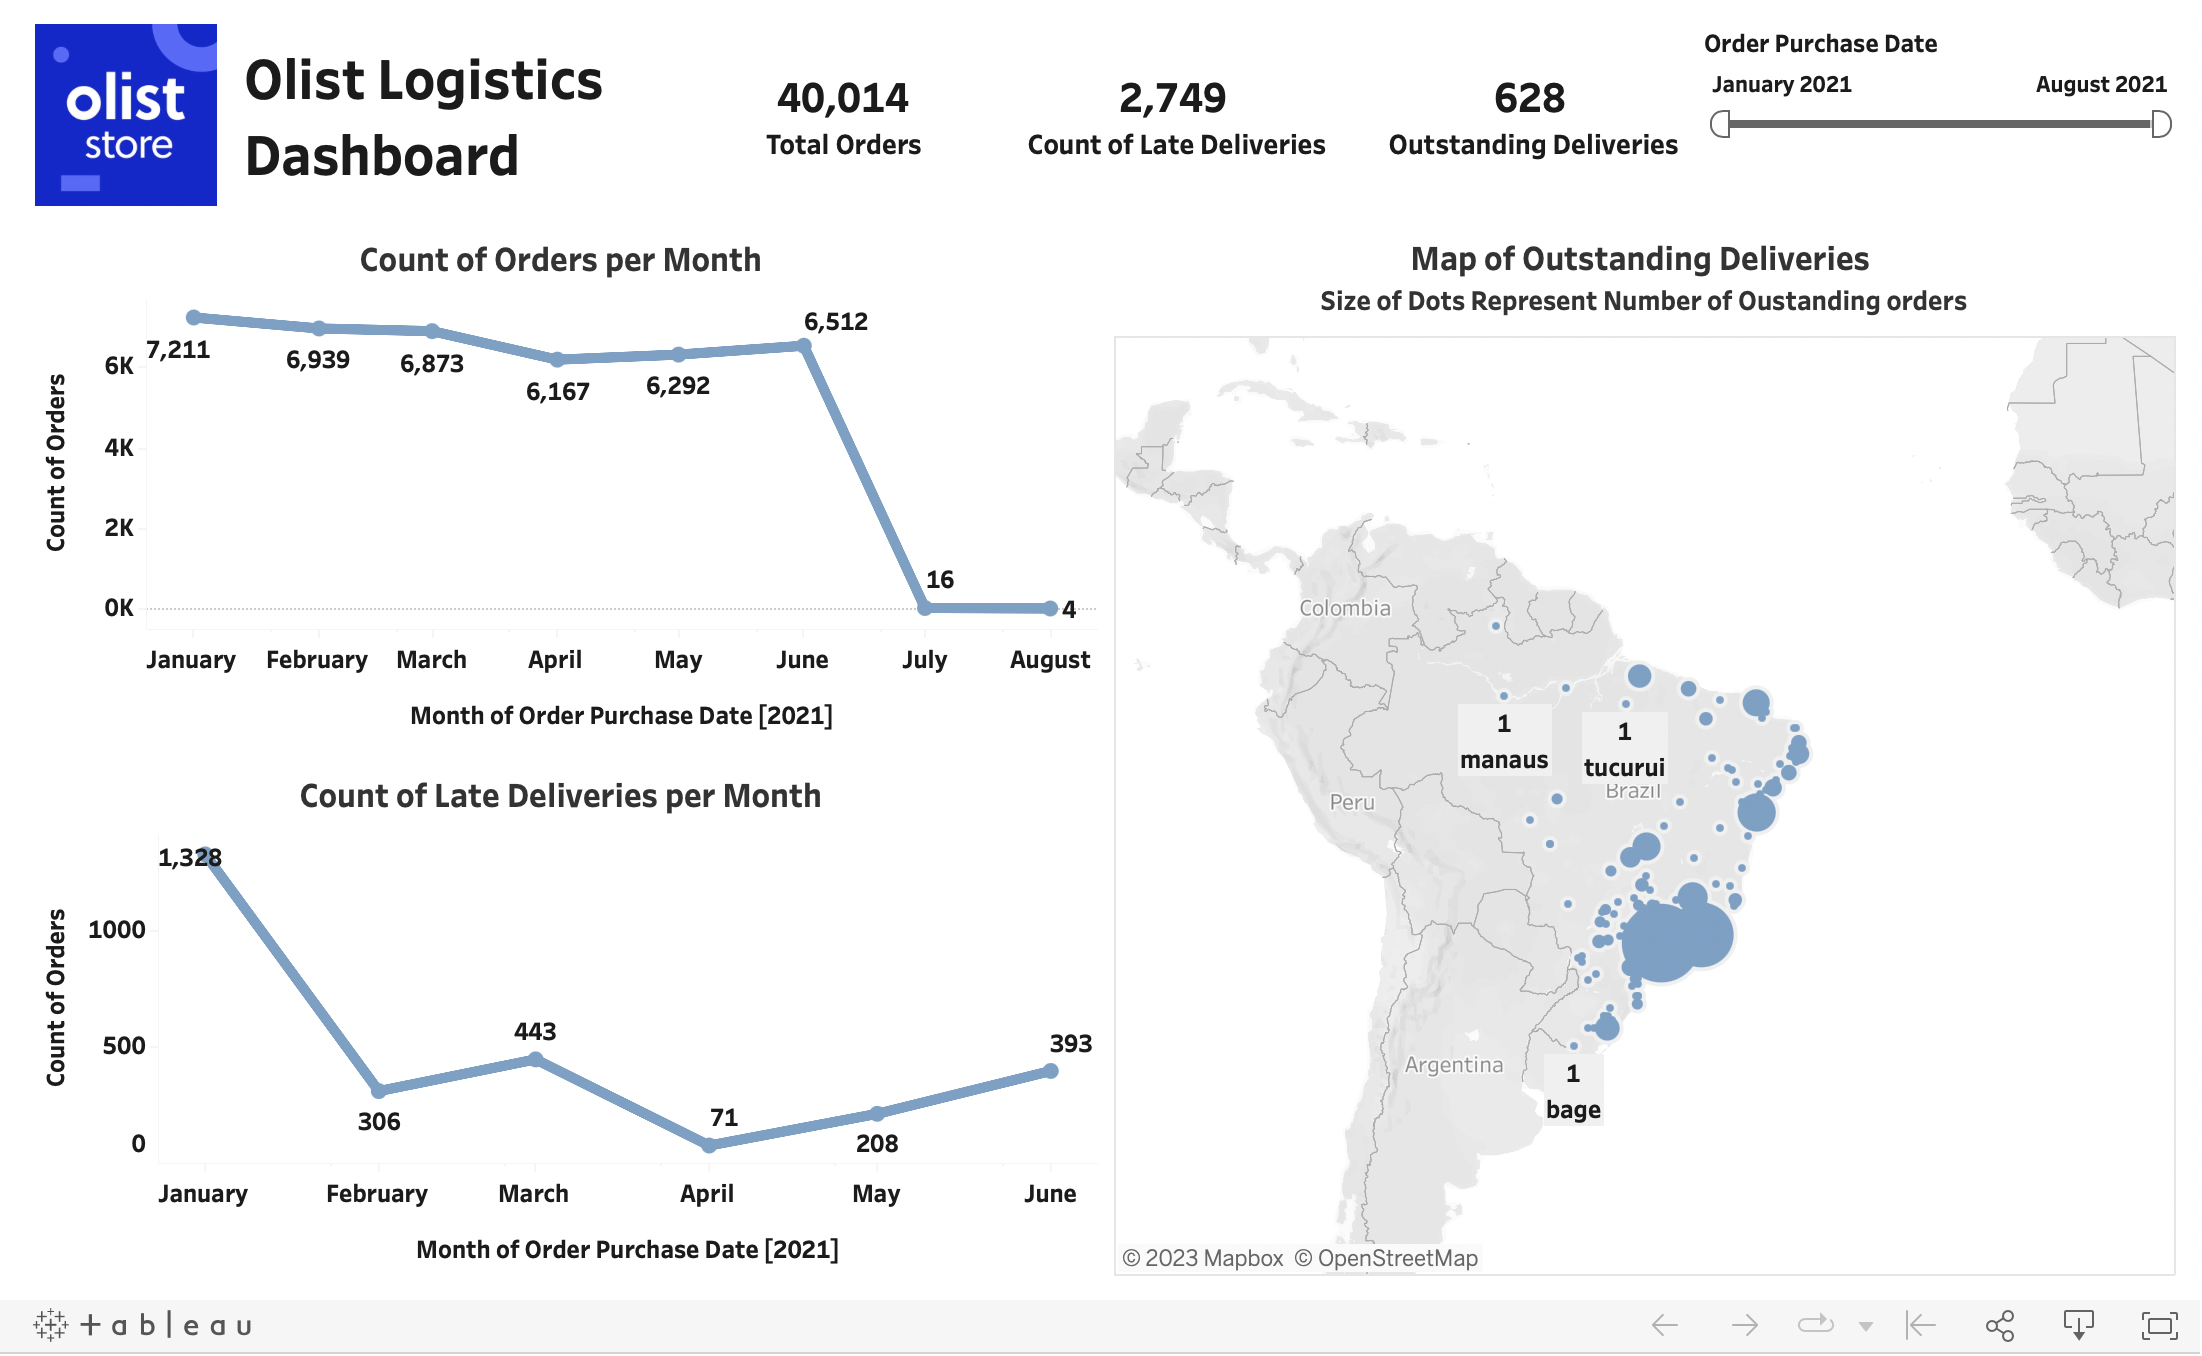 olist
store
Olist Logistics
Dashboard
40,014
Total Orders
2,749
Count of Late Deliveries
628
Outstanding Deliveries
Order Purchase Date
January 2021
August 2021
Count of Orders per Month
Count of Orders
6K
4K
2K
0K
7,211
6,939
6,873
6,167
6,292
6,512
16
4
January
February
March
April
May
June
July
August
Month of Order Purchase Date [2021]
Count of Late Deliveries per Month
Count of Orders
1000
500
0
1,328
306
443
71
208
393
January
February
March
April
May
June
Month of Order Purchase Date [2021]
Map of Outstanding Deliveries
Size of Dots Represent Number of Oustanding orders
Colombia
1
manaus
1
tucurui
Brazil
Peru
Argentina
1
bage
© 2023 Mapbox © OpenStreetMap
+ableau